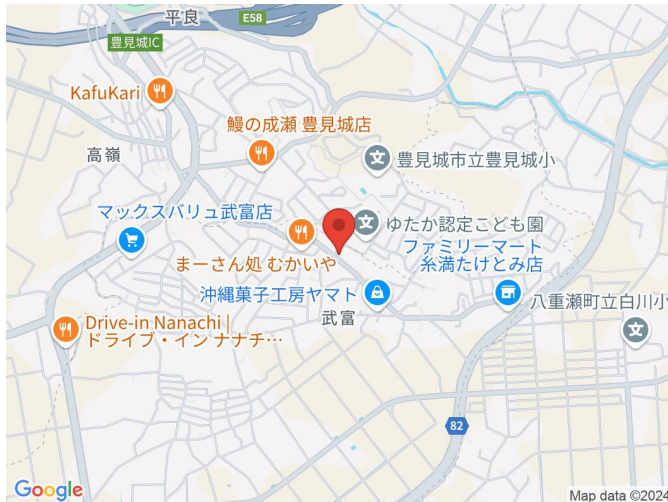 平良
E58
豊見城IC
KafuKari
鰻の成瀬 豊見城店
高嶺
豊見城市立豊見城小
マックスバリュ武富店
ゆたか認定こども園
まーさん処 むかいや
ファミリーマート
糸満たけとみ店
沖縄菓子工房ヤマト
八重瀬町立白川小
武富
Drive-in Nanachi |
ドライブ・イン ナナチ…
82
Google
Map data ©2024